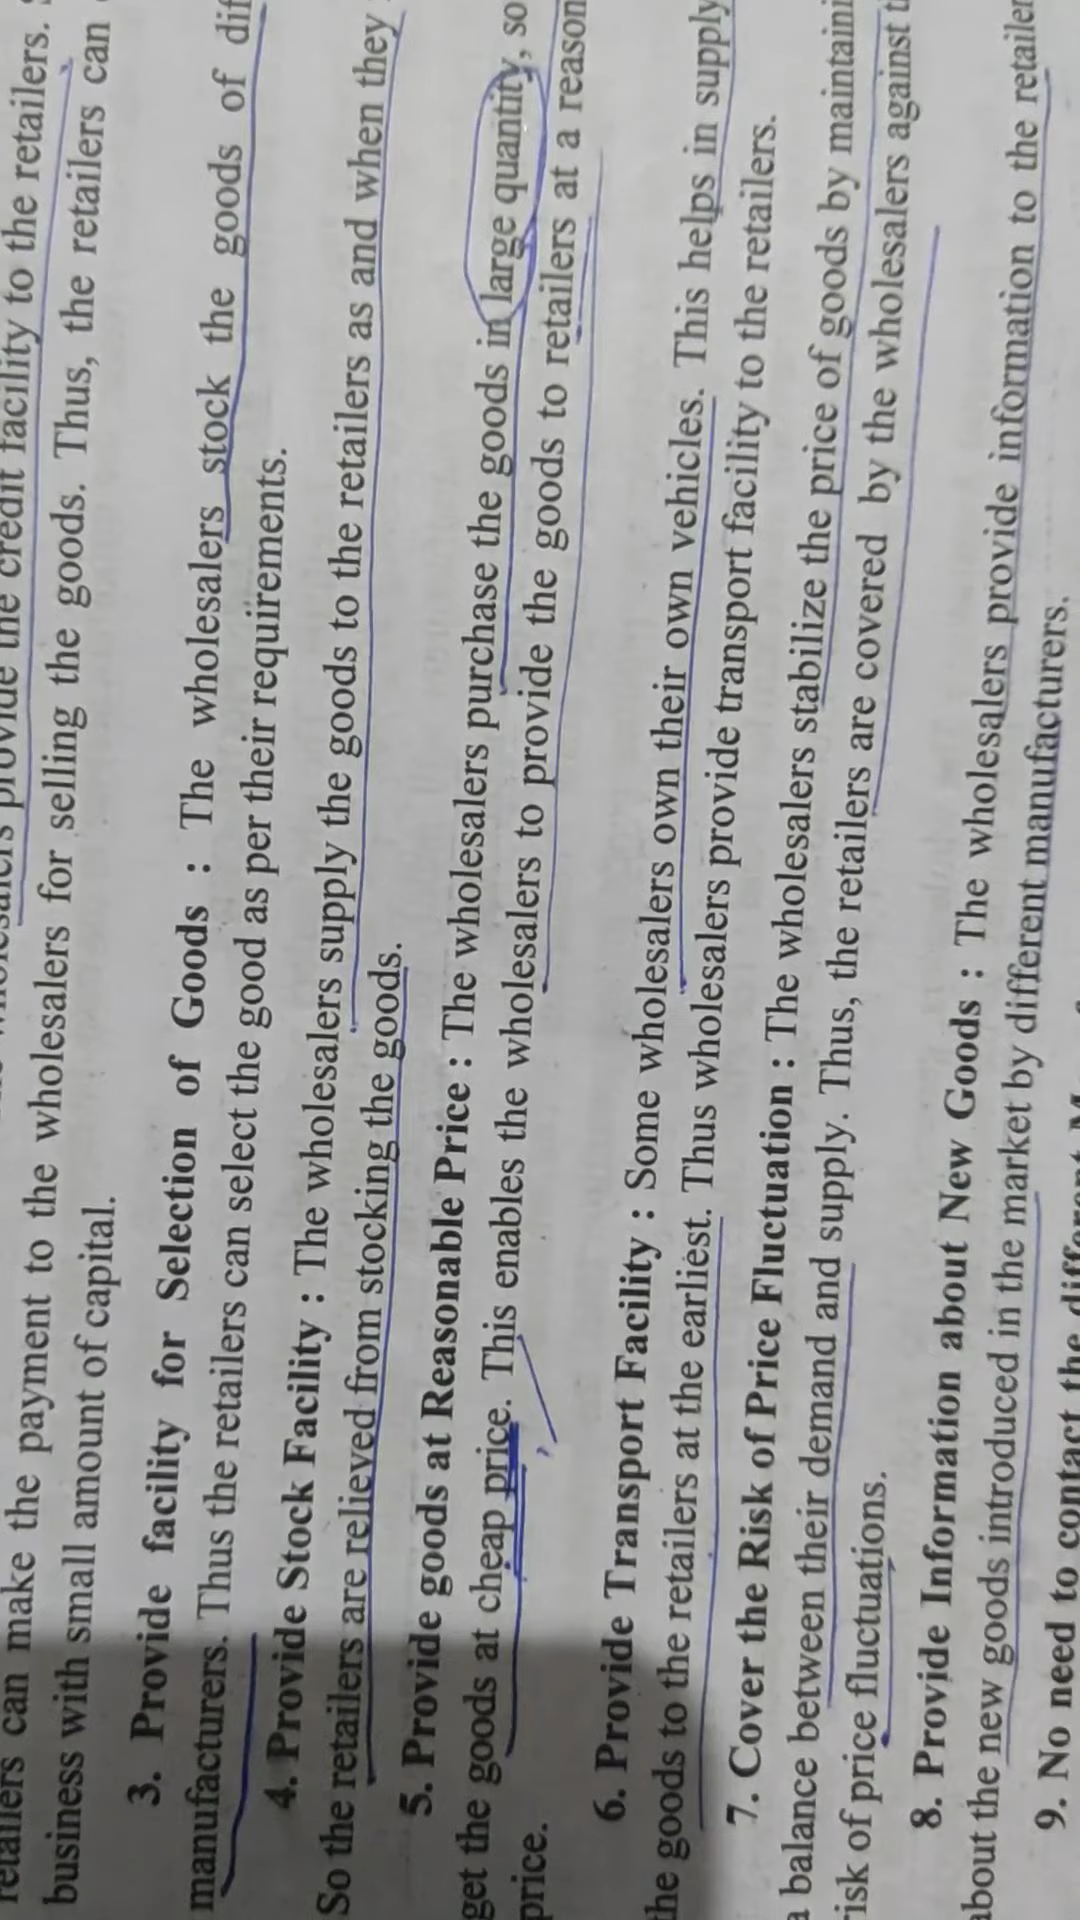 provide the credit facility to the retailers.
retailers can make the payment to the wholesalers for selling the goods. Thus, the retailers can
business with small amount of capital.
3. Provide facility for Selection of Goods : The wholesalers stock the goods of
manufacturers. Thus the retailers can select the good as per their requirements.
4. Provide Stock Facility : The wholesalers supply the goods to the retailers as and when they
So the retailers are relieved from stocking the goods.
5. Provide goods at Reasonable Price : The wholesalers purchase the goods in large quantity, so
get the goods at cheap price. This enables the wholesalers to provide the goods to retailers at a
price.
6. Provide Transport Facility : Some wholesalers own their own vehicles. This helps in supply
the goods to the retailers at the earliest. Thus wholesalers provide transport facility to the retailers.
7. Cover the Risk of Price Fluctuation : The wholesalers stabilize the price of goods by
a balance between their demand and supply. Thus, the retailers are covered by the wholesalers against
risk of price fluctuations.
8. Provide Information about New Goods : The wholesalers provide information to the
about the new goods introduced in the market by different manufacturers.
9. No need to contact the